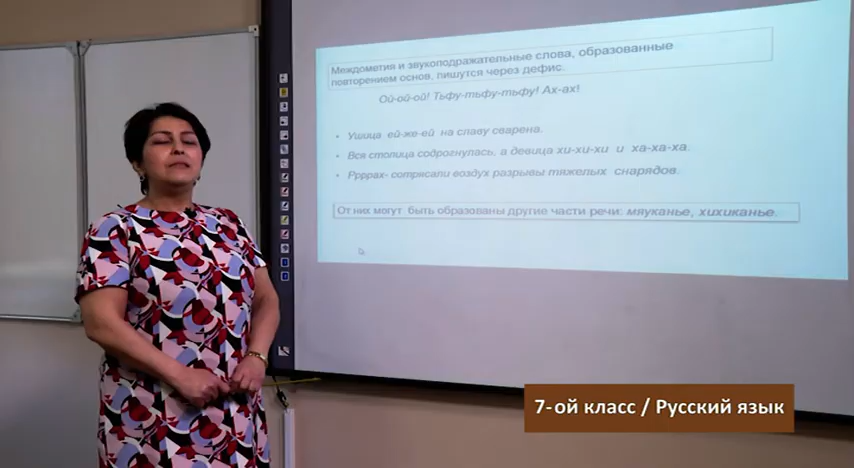 Междометия и звукоподражательные слова, образованные
повторением основ, пишутся через дефис.
Ой-ой-ой! Тьфу-тьфу-тьфу! Ах-ах!
• Ушица ей-же-ей на славу сварена.
• Вся столица содрогнулась, а девица хи-хи-хи и ха-ха-ха.
• Ррррах- сотрясали воздух разрывы тяжелых снарядов.
От них могут быть образованы другие части речи: мяуканье, хихиканье.
7-ой класс / Русский язык